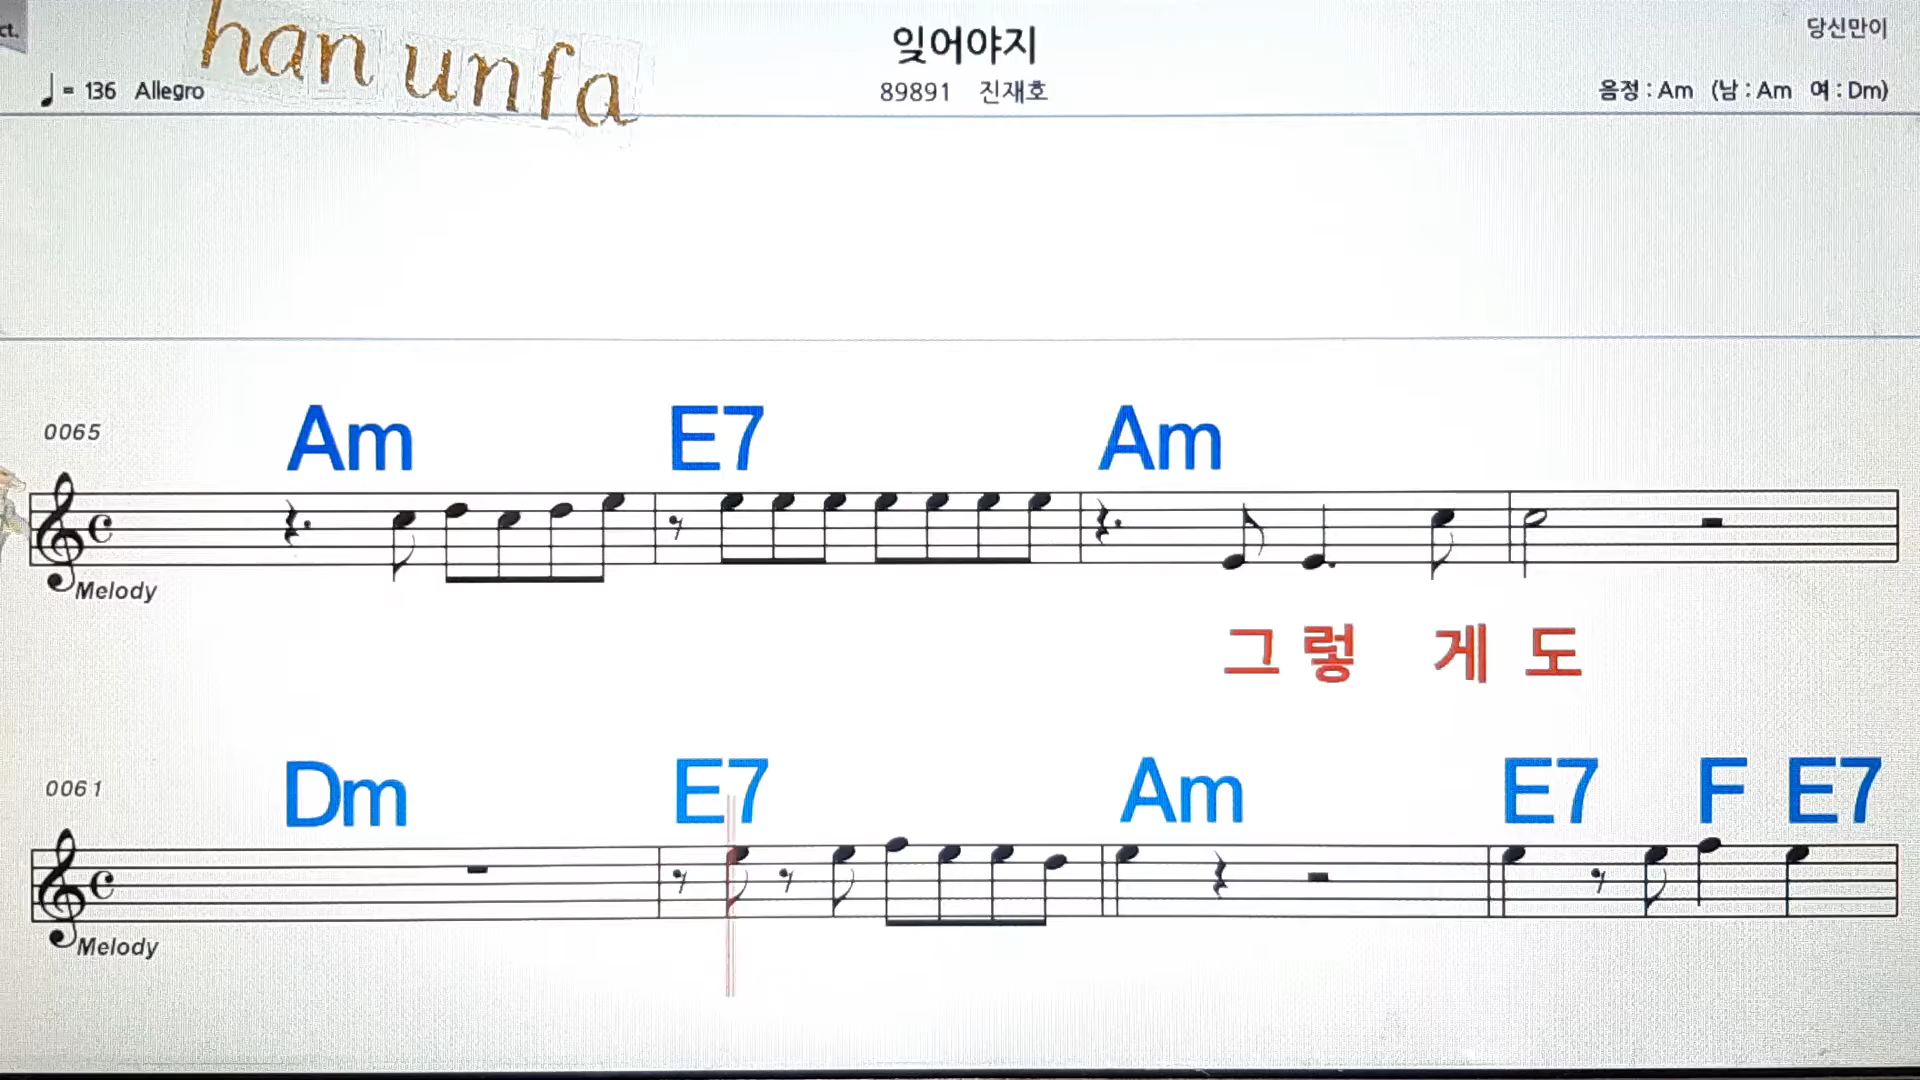 ct.
han unfa
잊어야지
당신만이
♩ = 136 Allegro
89891 진재호
음정 : Am (남 : Am 여 : Dm)
0065
Am E7 Am
Melody
그 렇 게 도
0061
Dm E7 Am E7 F E7
Melody